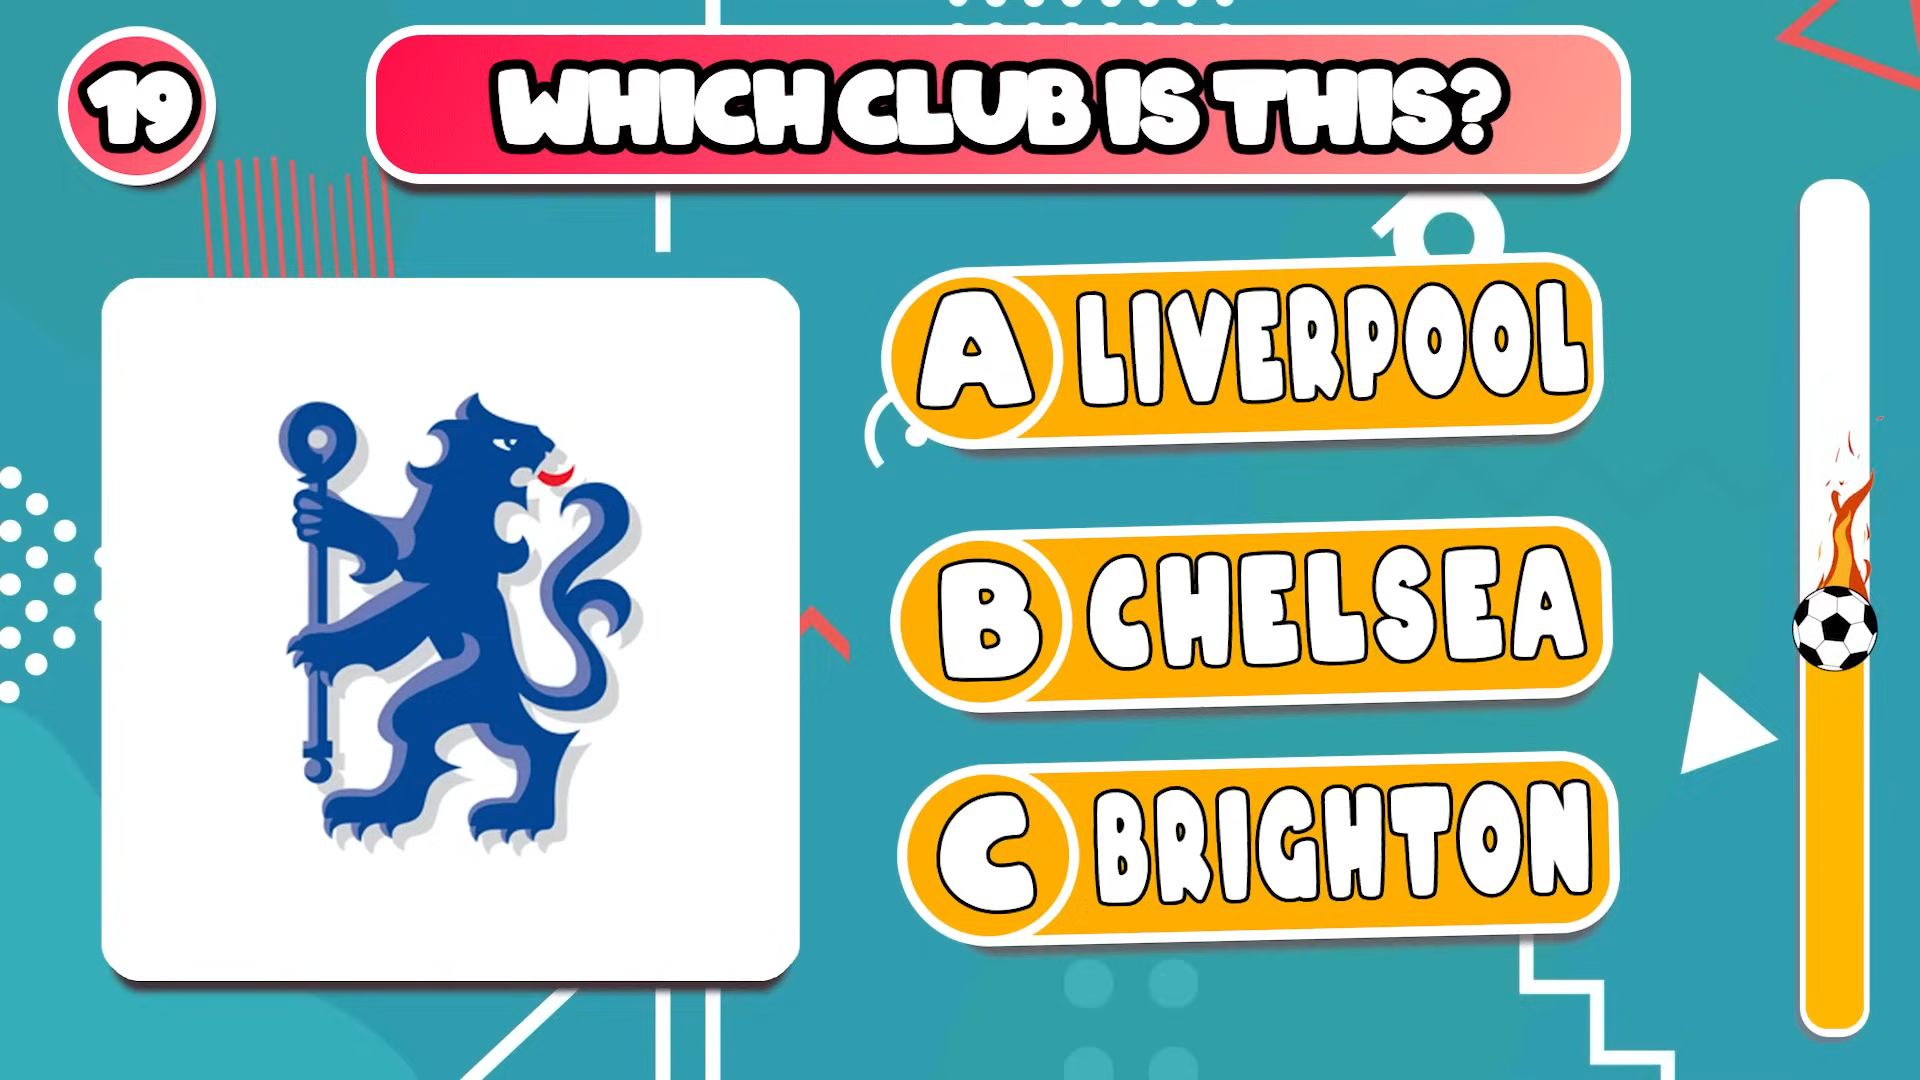 19
WHICH CLUB IS THIS?
A LIVERPOOL
B CHELSEA
C BRIGHTON